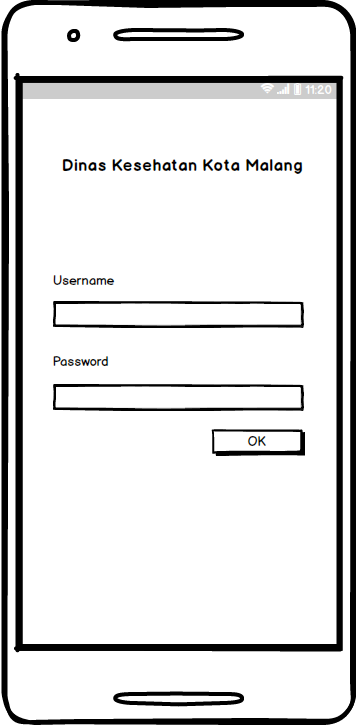 11:20
Dinas Kesehatan Kota Malang
Username
Password
OK